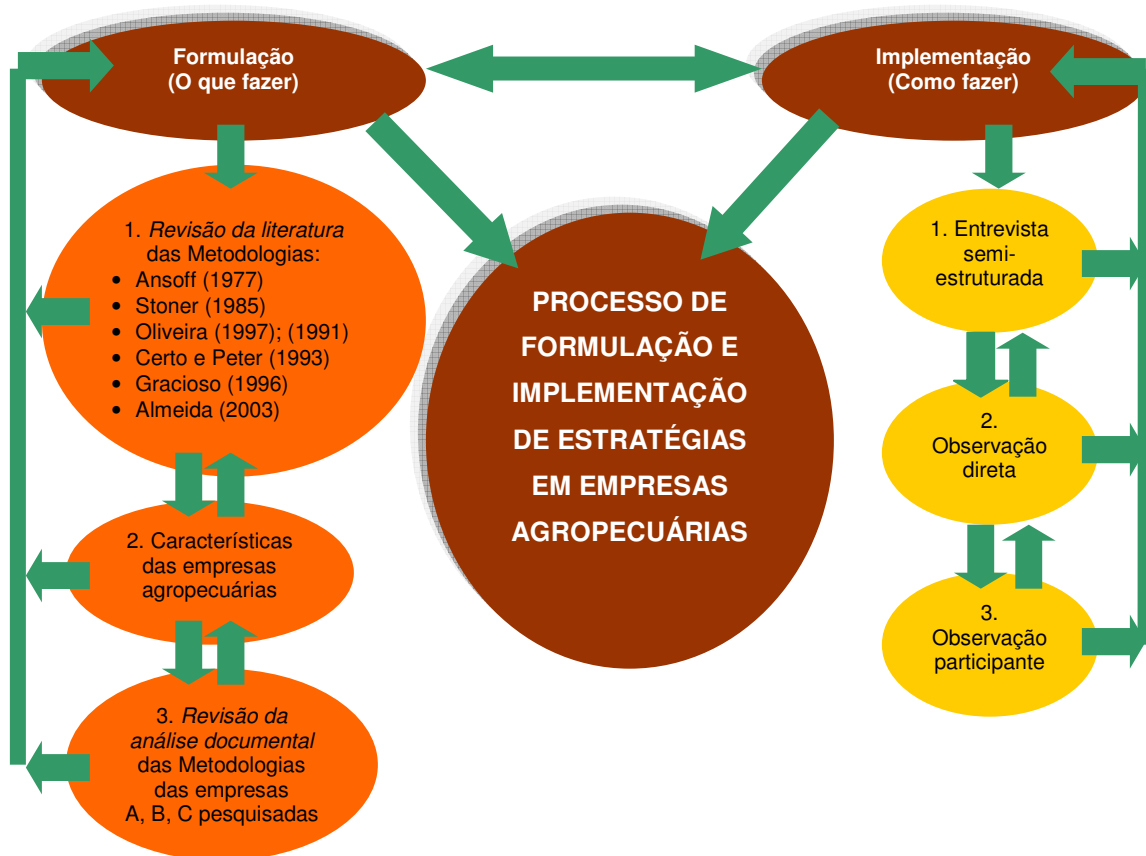 Formulação
(O que fazer)
Implementação
(Como fazer)
1. Revisão da literatura
das Metodologias:
• Ansoff (1977)
• Stoner (1985)
• Oliveira (1997); (1991)
• Certo e Peter (1993)
• Gracioso (1996)
• Almeida (2003)
2. Características
das empresas
agropecuárias
3. Revisão da
análise documental
das Metodologias
das empresas
A, B, C pesquisadas
PROCESSO DE
FORMULAÇÃO E
IMPLEMENTAÇÃO
DE ESTRATÉGIAS
EM EMPRESAS
AGROPECUÁRIAS
1. Entrevista
semi-
estruturada
2.
Observação
direta
3.
Observação
participante